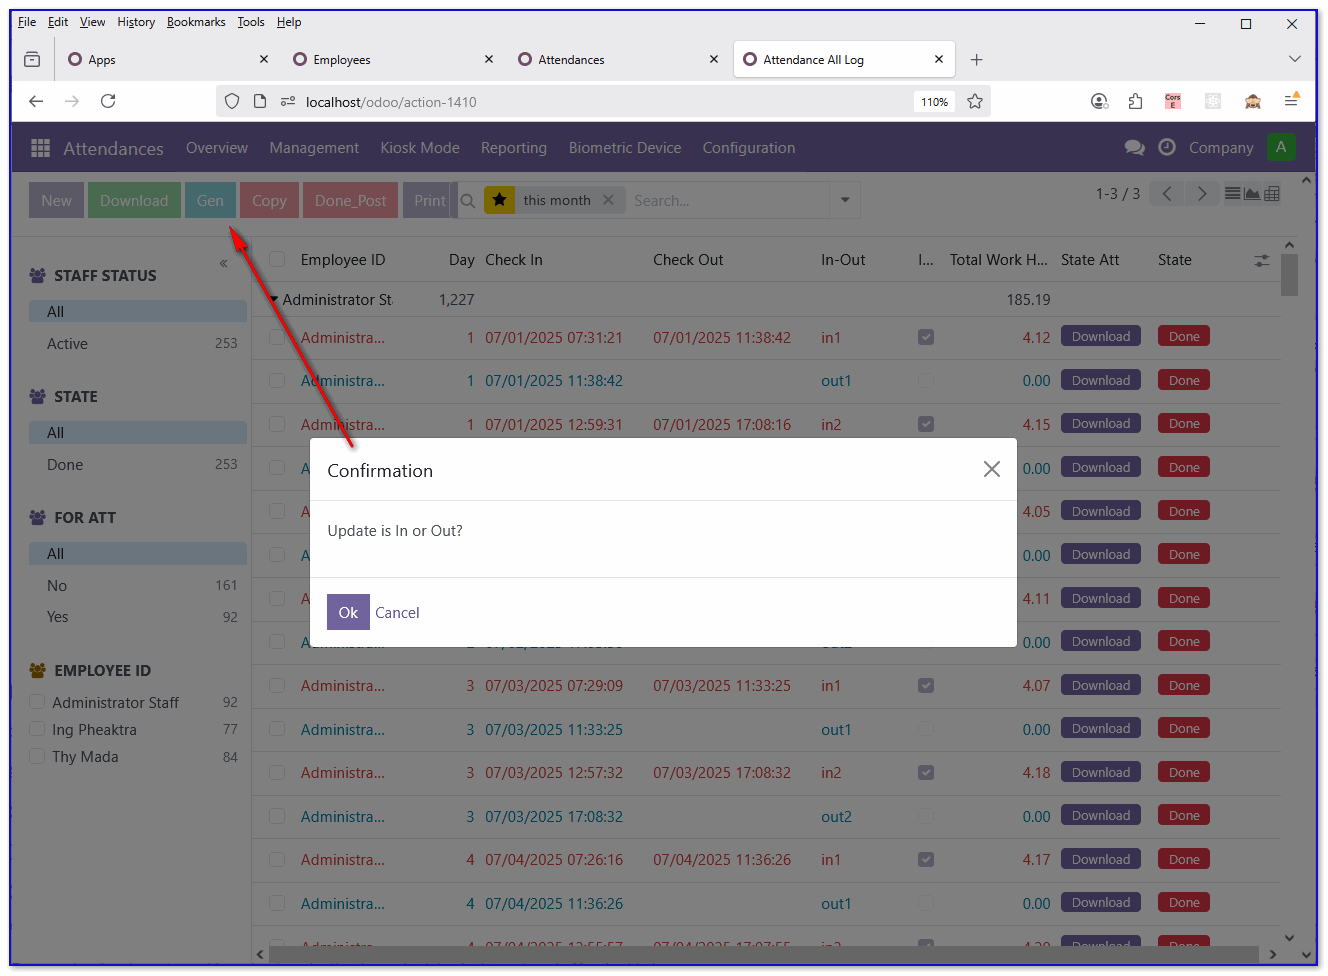 File Edit View History Bookmarks Tools Help
Apps Employees Attendances Attendance All Log
localhost/odoo/action-1410 110% Cors E
Attendances Overview Management Kiosk Mode Reporting Biometric Device Configuration Company A
New Download Gen Copy Done_Post Print this month Search... 1-3 / 3
Employee ID Day Check In Check Out In-Out I... Total Work H... State Att State
STAFF STATUS
All
Active 253
STATE
All
Done 253
FOR ATT
All
No 161
Yes 92
EMPLOYEE ID
Administrator Staff 92
Ing Pheaktra 77
Thy Mada 84
Administrator St 1,227 185.19
Administra... 1 07/01/2025 07:31:21 07/01/2025 11:38:42 in1 4.12 Download Done
Administra... 1 07/01/2025 11:38:42 out1 0.00 Download Done
Administra... 1 07/01/2025 12:59:31 07/01/2025 17:08:16 in2 4.15 Download Done
A 0.00 Download Done
A 4.05 Download Done
A 0.00 Download Done
A 4.11 Download Done
0.00 Download Done
Administra... 3 07/03/2025 07:29:09 07/03/2025 11:33:25 in1 4.07 Download Done
Administra... 3 07/03/2025 11:33:25 out1 0.00 Download Done
Administra... 3 07/03/2025 12:57:32 07/03/2025 17:08:32 in2 4.18 Download Done
Administra... 3 07/03/2025 17:08:32 out2 0.00 Download Done
Administra... 4 07/04/2025 07:26:16 07/04/2025 11:36:26 in1 4.17 Download Done
Administra... 4 07/04/2025 11:36:26 out1 0.00 Download Done
Confirmation
Update is In or Out?
Ok Cancel